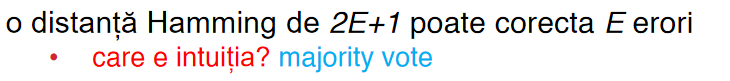 o distanță Hamming de 2E+1 poate corecta E erori
• care e intuiția? majority vote